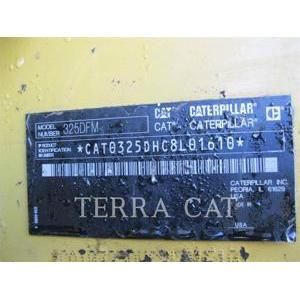 CAT CATERPILLAR
MODEL NUMBER 325DFM
CAT CATERPILLAR
PRODUCT IDENTIFICATION NUMBER *CAT0325DHC8L01610*
CATERPILLAR INC.
PEORIA, IL 61629
USA
TERRA CAT
USA